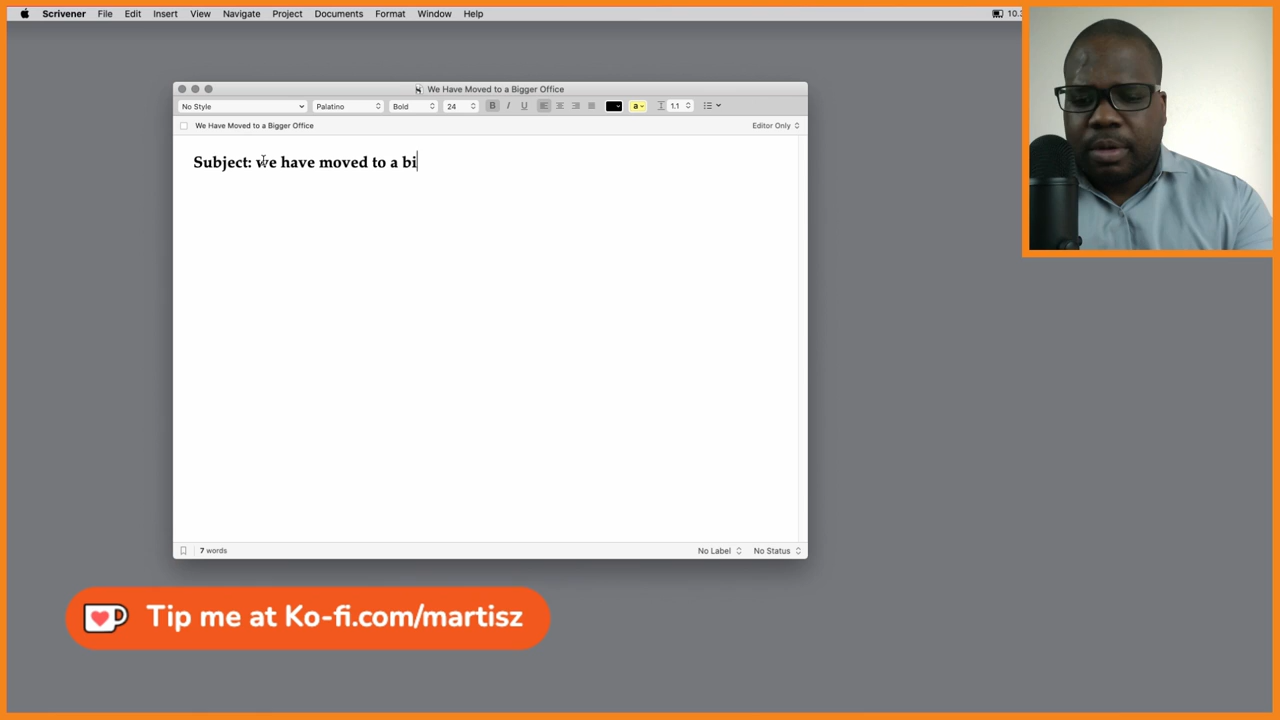 Scrivener File Edit Insert View Navigate Project Documents Format Window Help
We Have Moved to a Bigger Office
No Style Palatino Bold 24 B I U a 1.1
We Have Moved to a Bigger Office Editor Only
Subject: we have moved to a bi
7 words No Label No Status
Tip me at Ko-fi.com/martisz